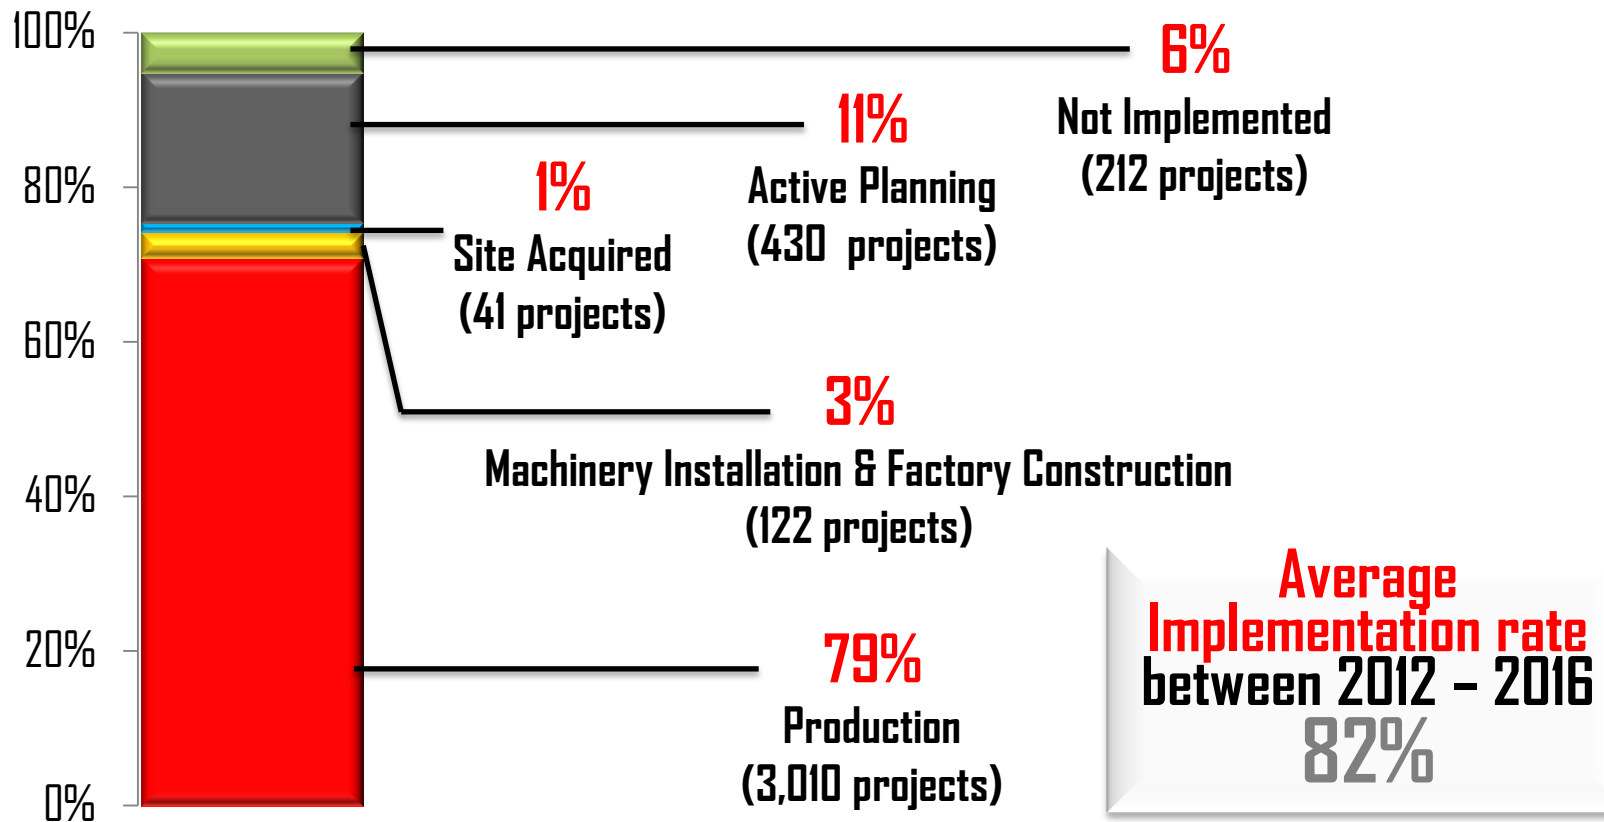 100%
80%
60%
40%
20%
0%
6%
Not Implemented
(212 projects)
11%
Active Planning
(430 projects)
1%
Site Acquired
(41 projects)
3%
Machinery Installation & Factory Construction
(122 projects)
79%
Production
(3,010 projects)
Average
Implementation rate
between 2012 – 2016
82%